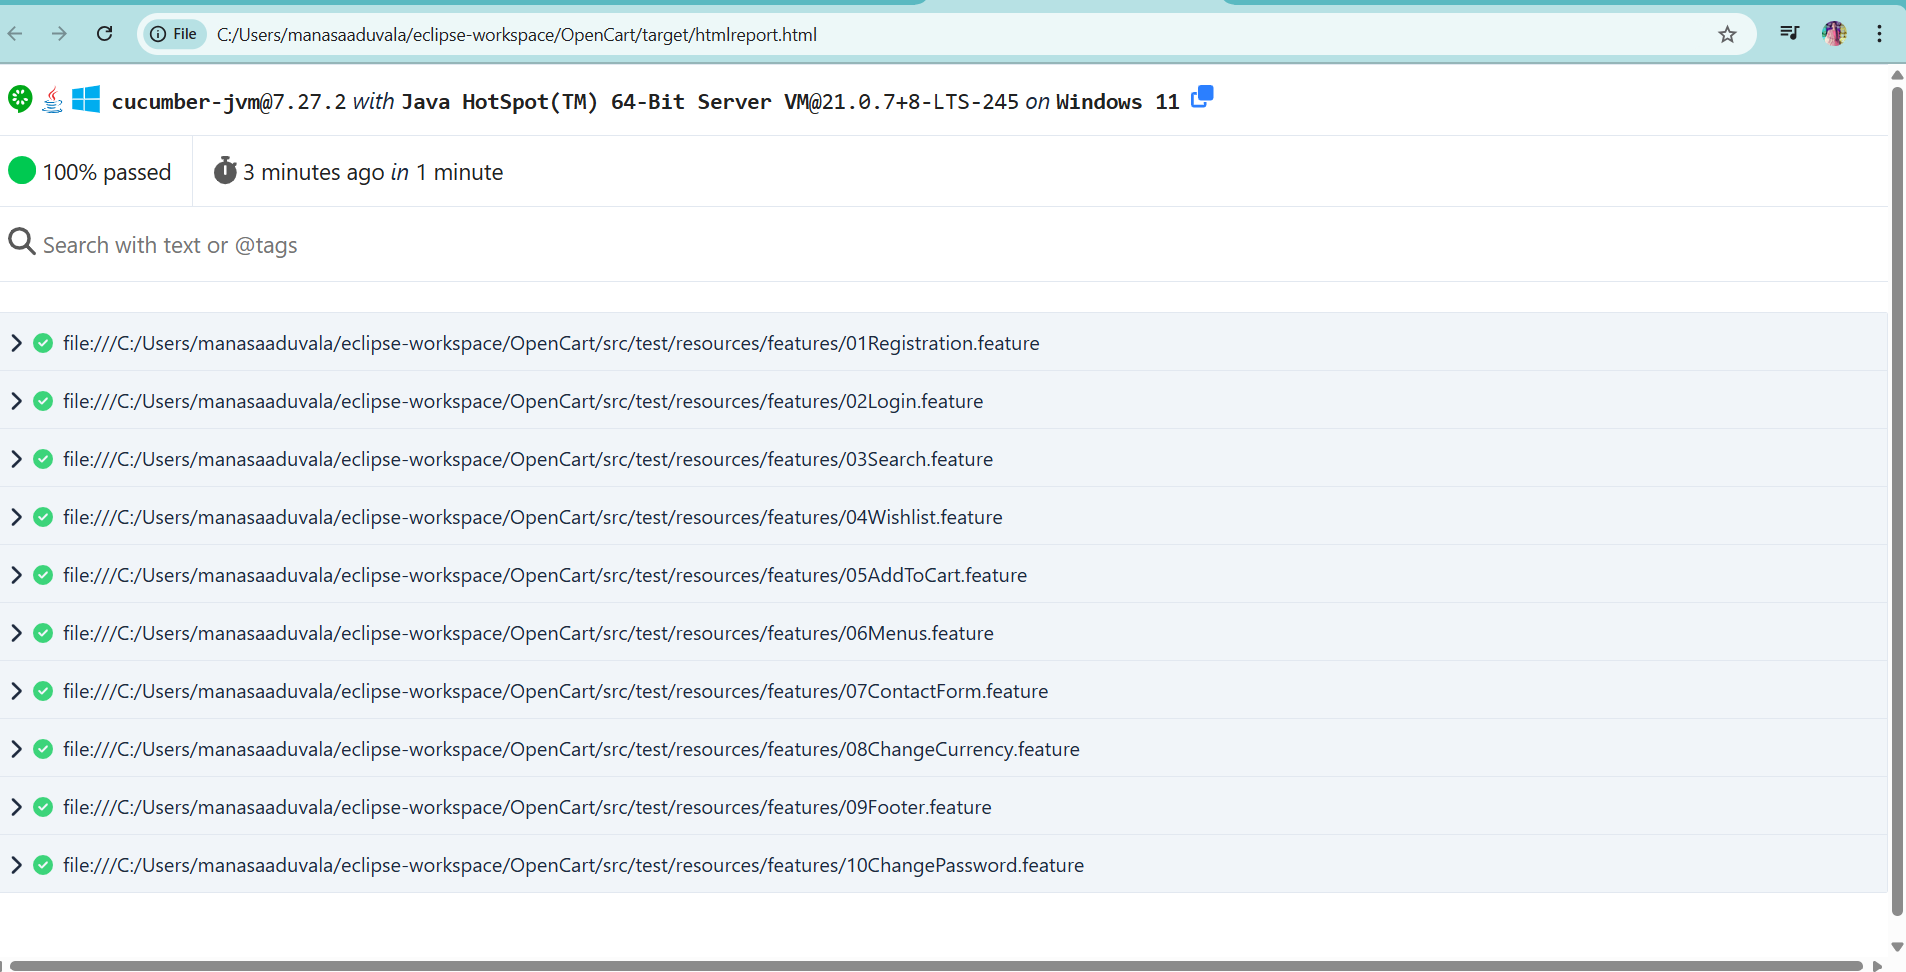 File C:/Users/manasaaduvala/eclipse-workspace/OpenCart/target/htmlreport.html
cucumber-jvm@7.27.2 with Java HotSpot(TM) 64-Bit Server VM@21.0.7+8-LTS-245 on Windows 11
100% passed 3 minutes ago in 1 minute
Search with text or @tags
file:///C:/Users/manasaaduvala/eclipse-workspace/OpenCart/src/test/resources/features/01Registration.feature
file:///C:/Users/manasaaduvala/eclipse-workspace/OpenCart/src/test/resources/features/02Login.feature
file:///C:/Users/manasaaduvala/eclipse-workspace/OpenCart/src/test/resources/features/03Search.feature
file:///C:/Users/manasaaduvala/eclipse-workspace/OpenCart/src/test/resources/features/04Wishlist.feature
file:///C:/Users/manasaaduvala/eclipse-workspace/OpenCart/src/test/resources/features/05AddToCart.feature
file:///C:/Users/manasaaduvala/eclipse-workspace/OpenCart/src/test/resources/features/06Menus.feature
file:///C:/Users/manasaaduvala/eclipse-workspace/OpenCart/src/test/resources/features/07ContactForm.feature
file:///C:/Users/manasaaduvala/eclipse-workspace/OpenCart/src/test/resources/features/08ChangeCurrency.feature
file:///C:/Users/manasaaduvala/eclipse-workspace/OpenCart/src/test/resources/features/09Footer.feature
file:///C:/Users/manasaaduvala/eclipse-workspace/OpenCart/src/test/resources/features/10ChangePassword.feature